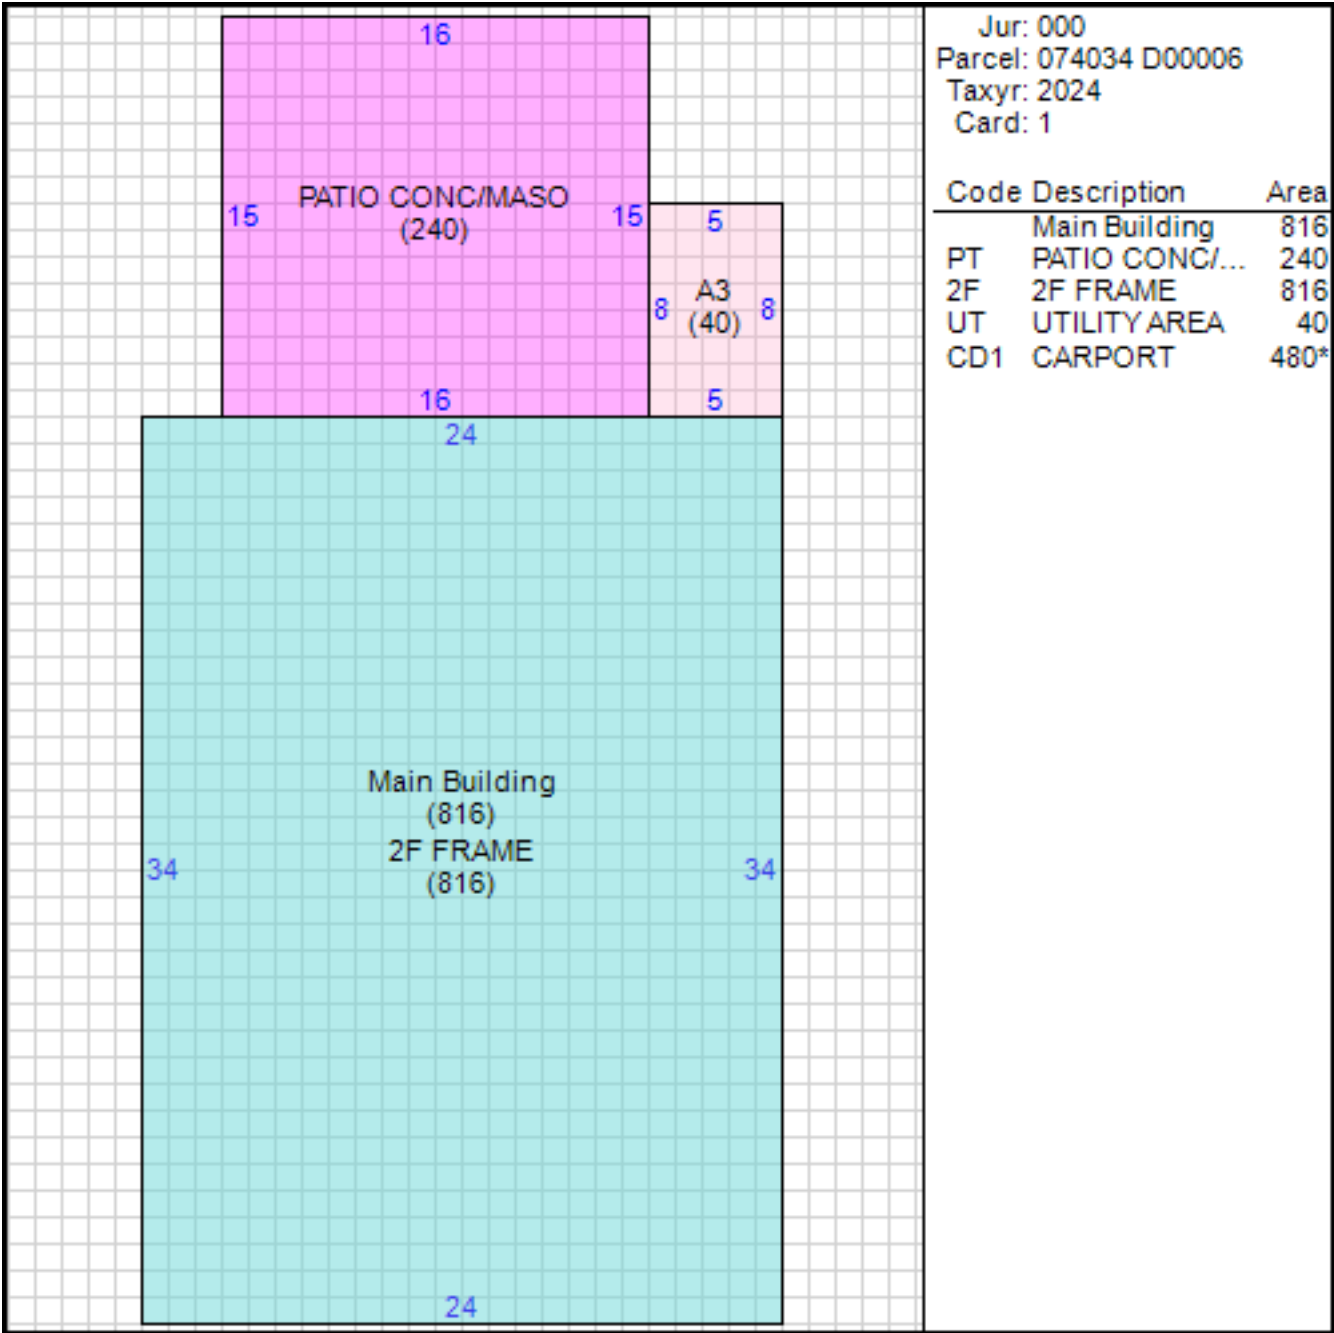 16
PATIO CONC/MASO
(240)
15
15
5
A3
(40)
8
8
16
5
24
Main Building
(816)
2F FRAME
(816)
34
34
24
Jur: 000
Parcel: 074034 D00006
Taxyr: 2024
Card: 1
Code Description Area
Main Building 816
PT PATIO CONC/... 240
2F 2F FRAME 816
UT UTILITY AREA 40
CD1 CARPORT 480*